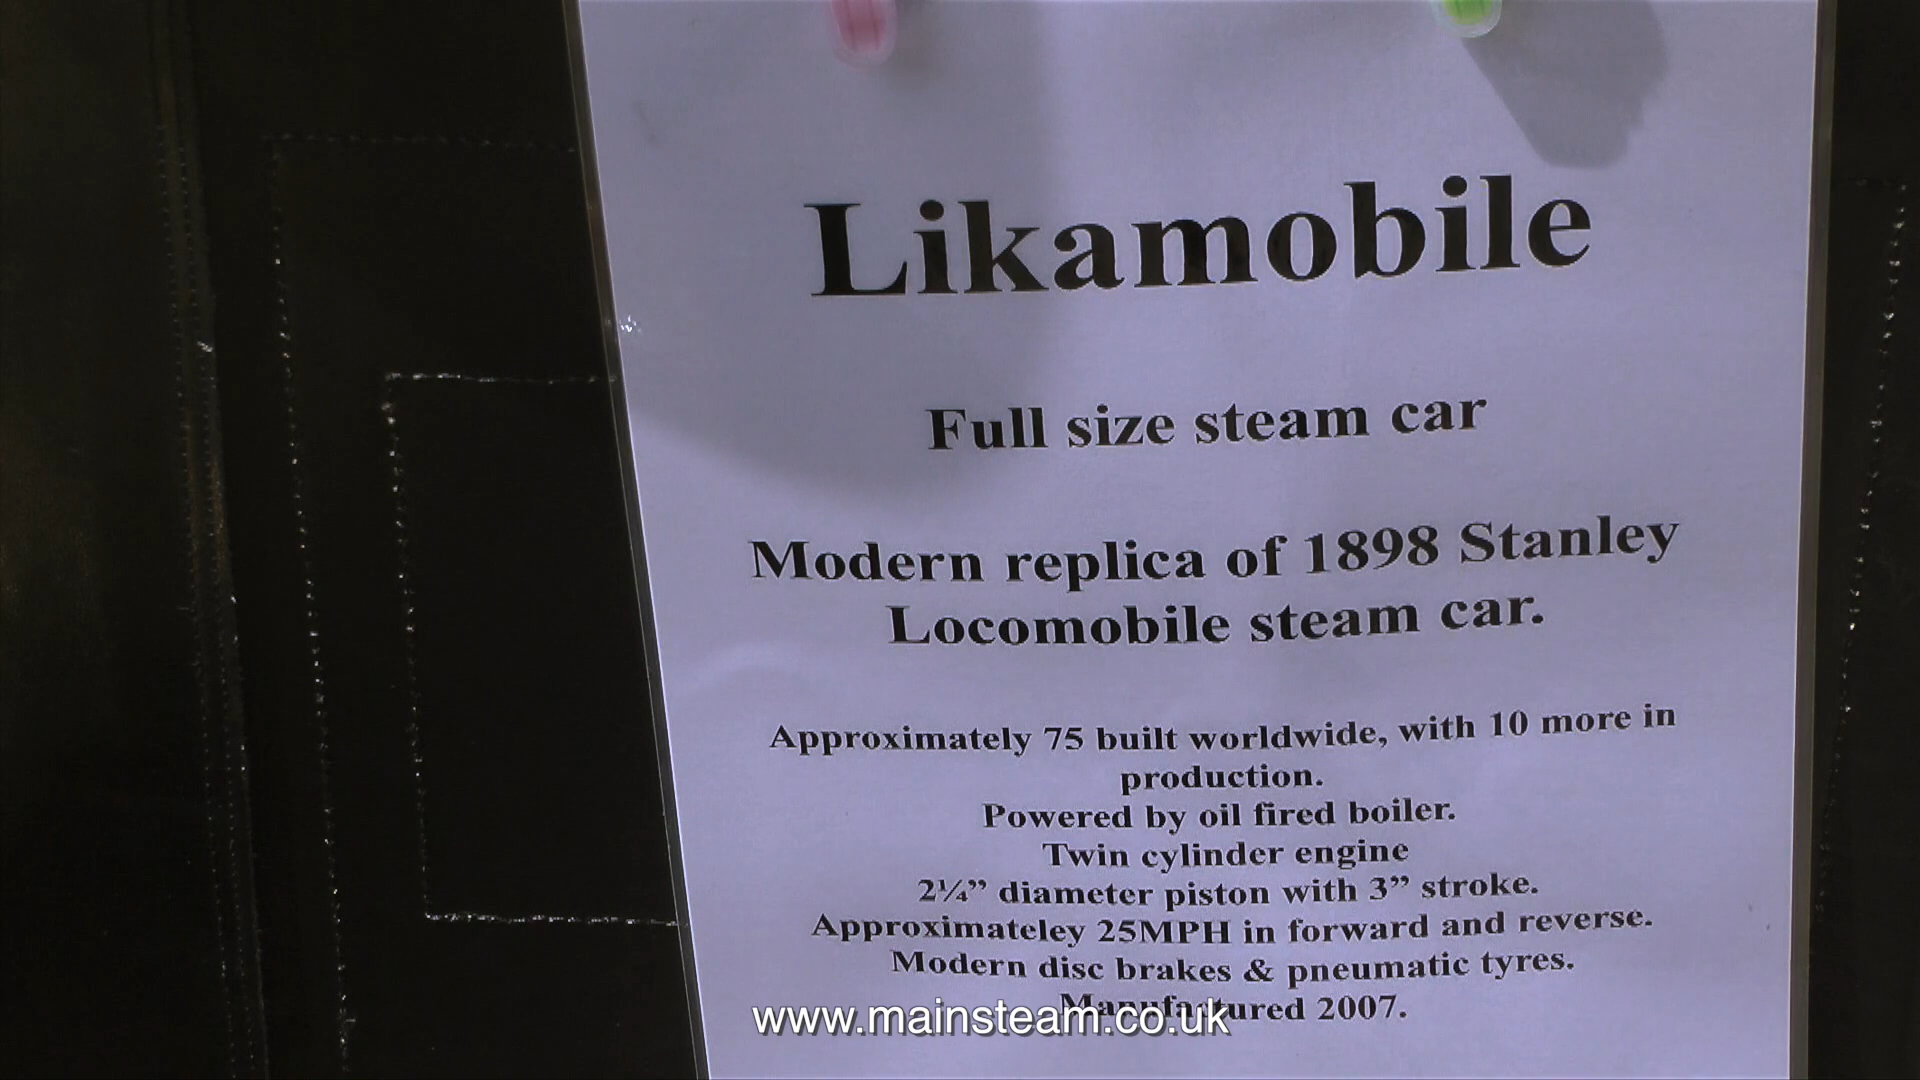 Likamobile
Full size steam car
Modern replica of 1898 Stanley
Locomobile steam car.
Approximately 75 built worldwide, with 10 more in
production.
Powered by oil fired boiler.
Twin cylinder engine
2¼” diameter piston with 3” stroke.
Approximateley 25MPH in forward and reverse.
Modern disc brakes & pneumatic tyres.
Manufactured 2007.
www.mainsteam.co.uk